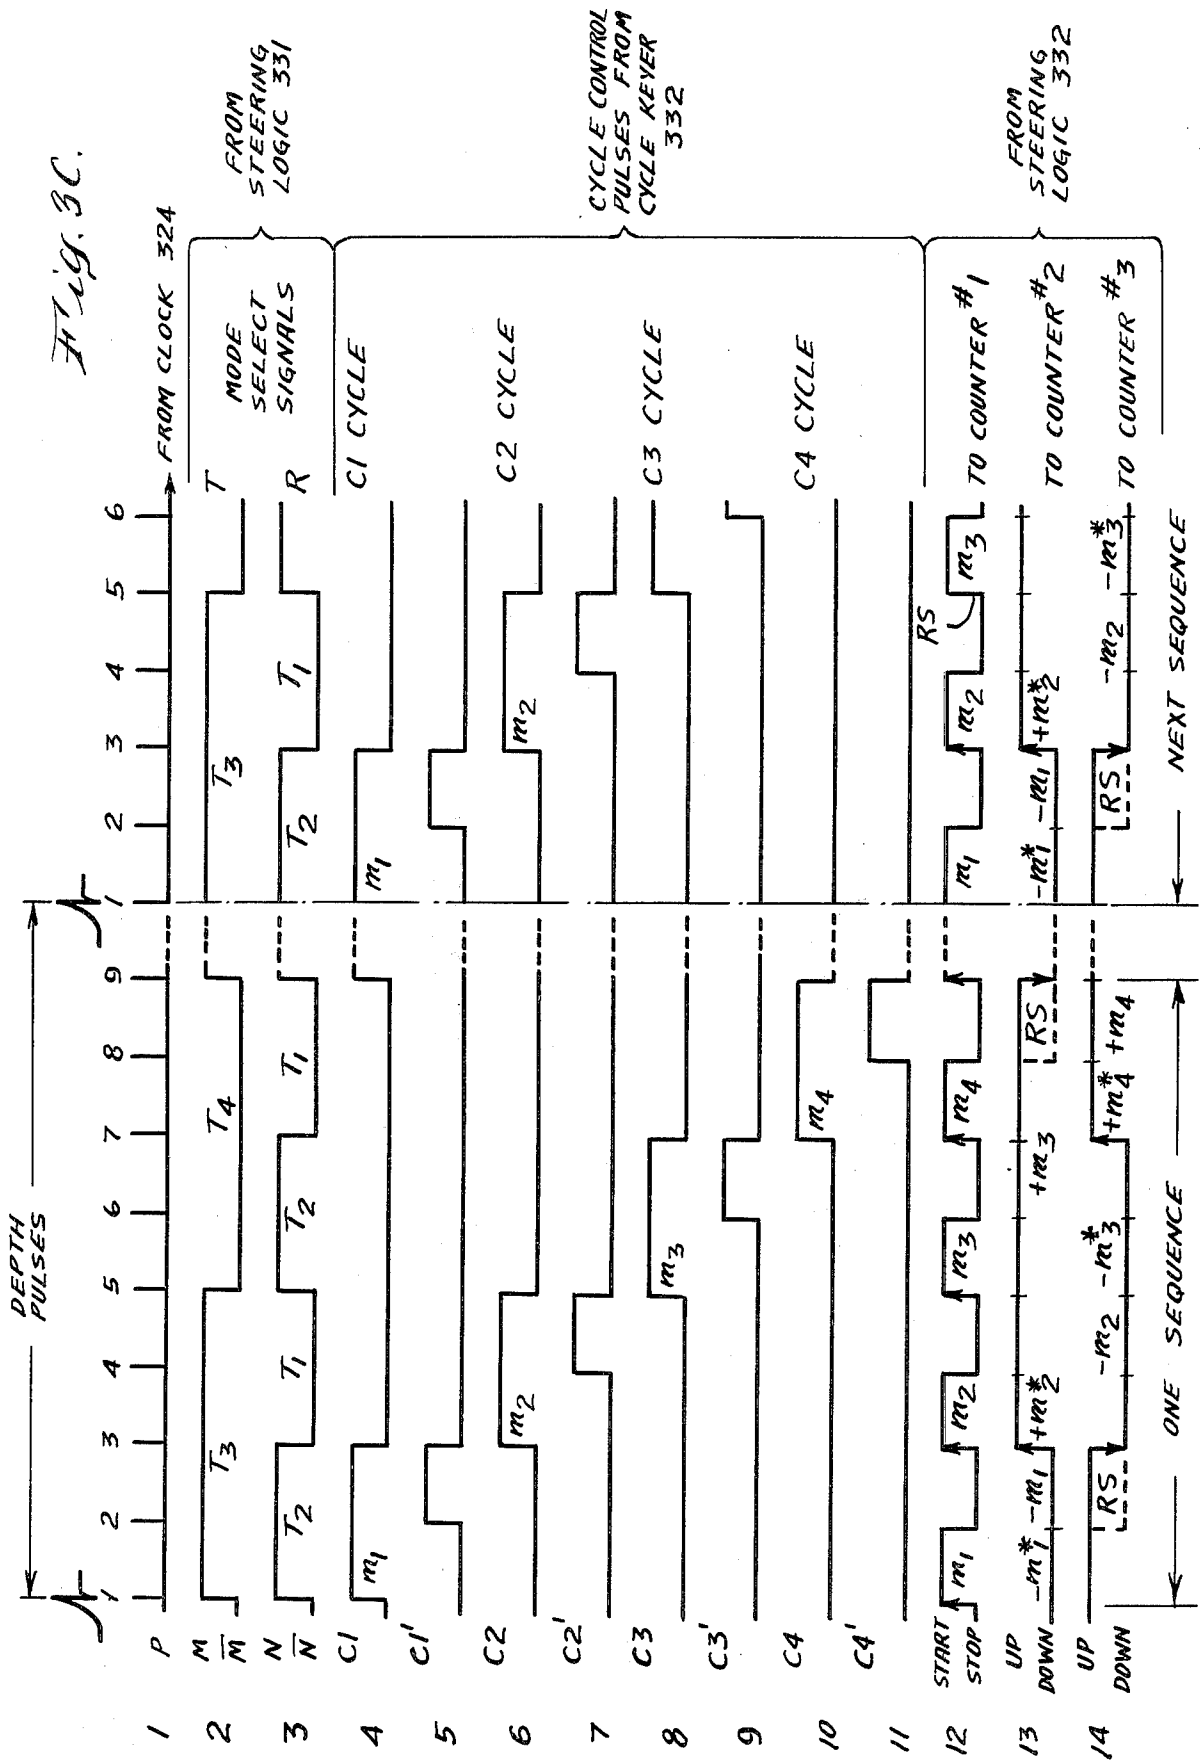 Fig. 3C.
DEPTH
PULSES
1 2 3 4 5 6 7 8 9 1 2 3 4 5 6
1 P FROM CLOCK 324
2 M M̅ T3 T4 T3 T
3 N N̅ T2 T1 T2 T1 T2 T1 R
MODE
SELECT
SIGNALS
FROM
STEERING
LOGIC 331
4 C1 m1 m1 C1 CYCLE
5 C1'
6 C2 m2 m2 C2 CYCLE
7 C2'
8 C3 m3 C3 CYCLE
9 C3'
10 C4 m4 C4 CYCLE
11 C4'
CYCLE CONTROL
PULSES FROM
CYCLE KEYER
332
12 START STOP m1 m2 m3 m4 m1 m2 RS m3 TO COUNTER #1
13 UP DOWN -m1* -m1 +m2* +m3 RS -m1* -m1 +m2* TO COUNTER #2
14 UP DOWN RS -m2 -m3* +m4* +m4 RS -m2 -m3* TO COUNTER #3
FROM
STEERING
LOGIC 332
ONE SEQUENCE NEXT SEQUENCE